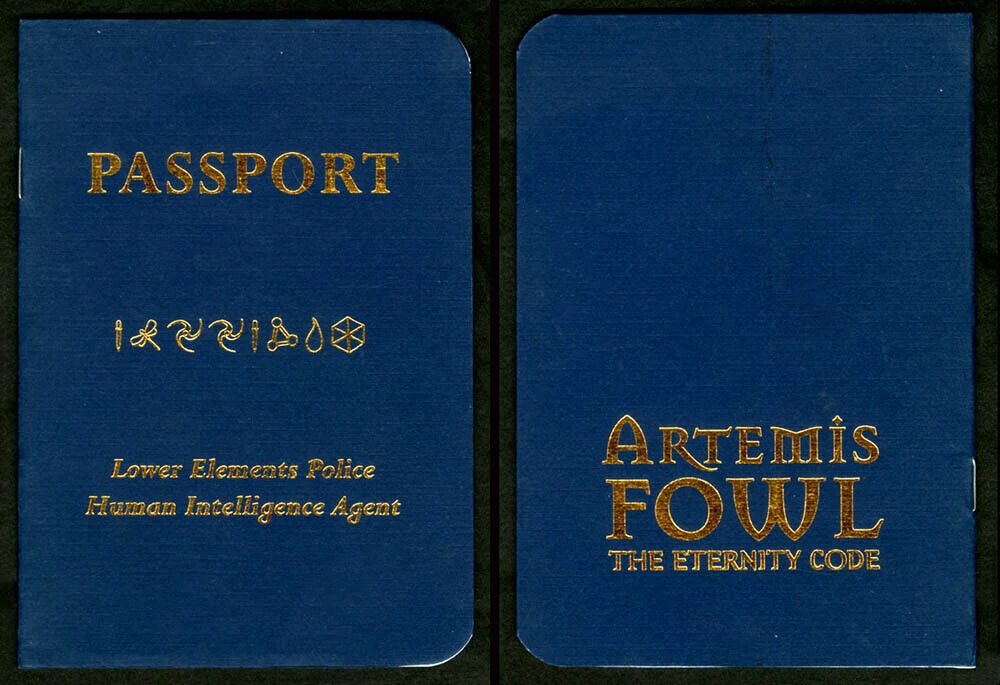 PASSPORT
Lower Elements Police
Human Intelligence Agent
ARTEMIS
FOWL
THE ETERNITY CODE